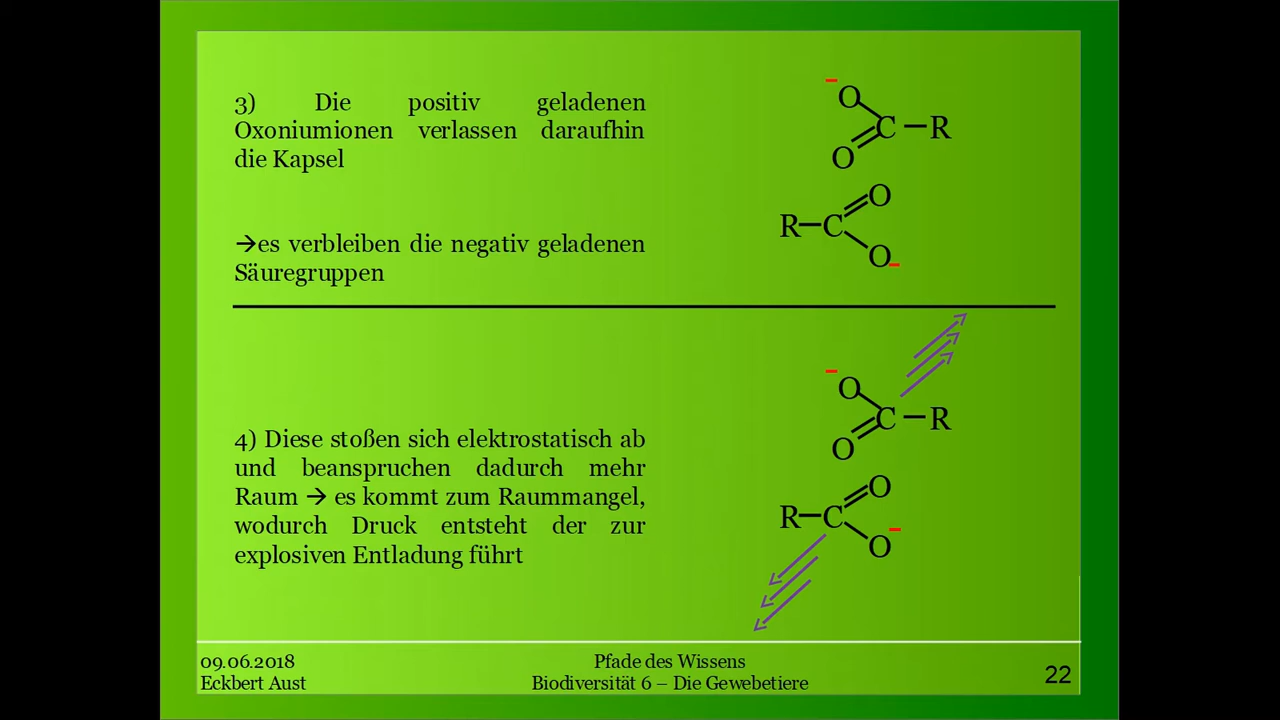 3) Die positiv geladenen
Oxoniumionen verlassen daraufhin
die Kapsel
→es verbleiben die negativ geladenen
Säuregruppen
−
O
C − R
O
O
R − C
O −
4) Diese stoßen sich elektrostatisch ab
und beanspruchen dadurch mehr
Raum → es kommt zum Raummangel,
wodurch Druck entsteht der zur
explosiven Entladung führt
−
O
C − R
O
O
R − C −
O
09.06.2018
Eckbert Aust
Pfade des Wissens
Biodiversität 6 – Die Gewebetiere
22